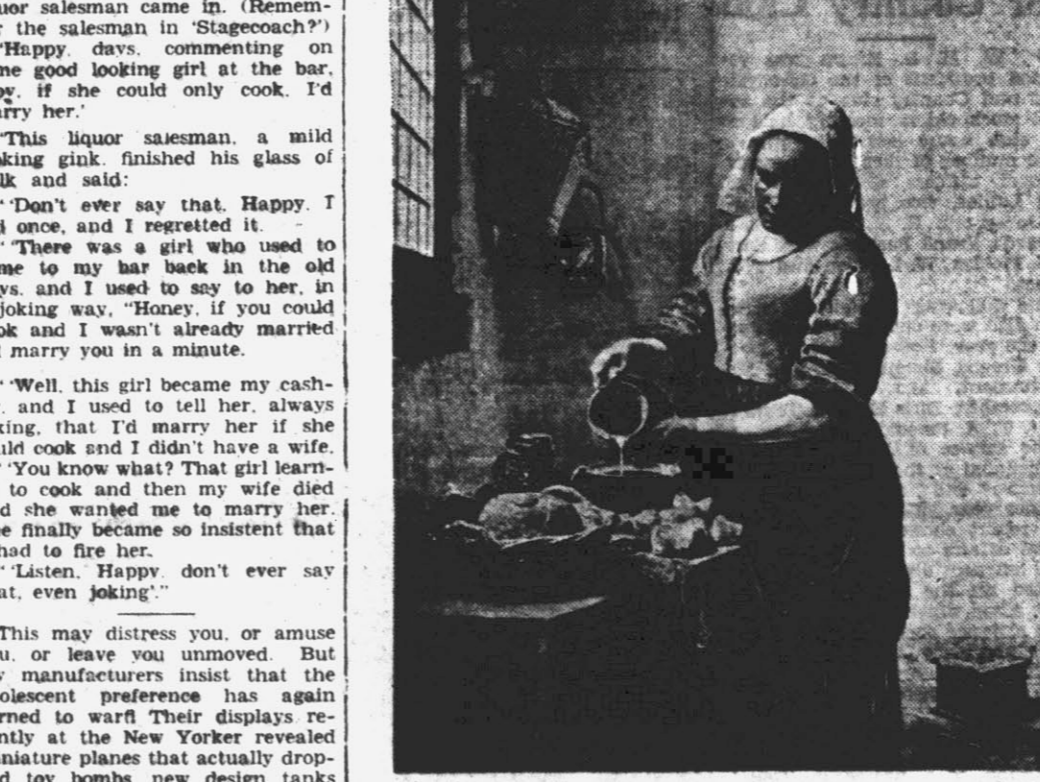 uor salesman came in. (Remem-
r the salesman in 'Stagecoach?')
'Happy. days. commenting on
me good looking girl at the bar,
oy, if she could only cook. I'd
arry her.'
"This liquor salesman, a mild
oking gink. finished his glass of
lk and said:
"'Don't ever say that. Happy. I
d once, and I regretted it.
"'There was a girl who used to
me to my bar back in the old
ys. and I used to say to her, in
joking way, "Honey, if you could
ok and I wasn't already married
marry you in a minute.
"'Well, this girl became my cash-
. and I used to tell her, always
king, that I'd marry her if she
uld cook and I didn't have a wife.
"'You know what? That girl learn-
to cook and then my wife died
d she wanted me to marry her.
e finally became so insistent that
had to fire her.
"'Listen, Happy. don't ever say
at, even joking'."
This may distress you, or amuse
u, or leave you unmoved. But
y manufacturers insist that the
olescent preference has again
rned to warfl Their displays re-
ntly at the New Yorker revealed
niature planes that actually drop-
d toy bombs, new design tanks